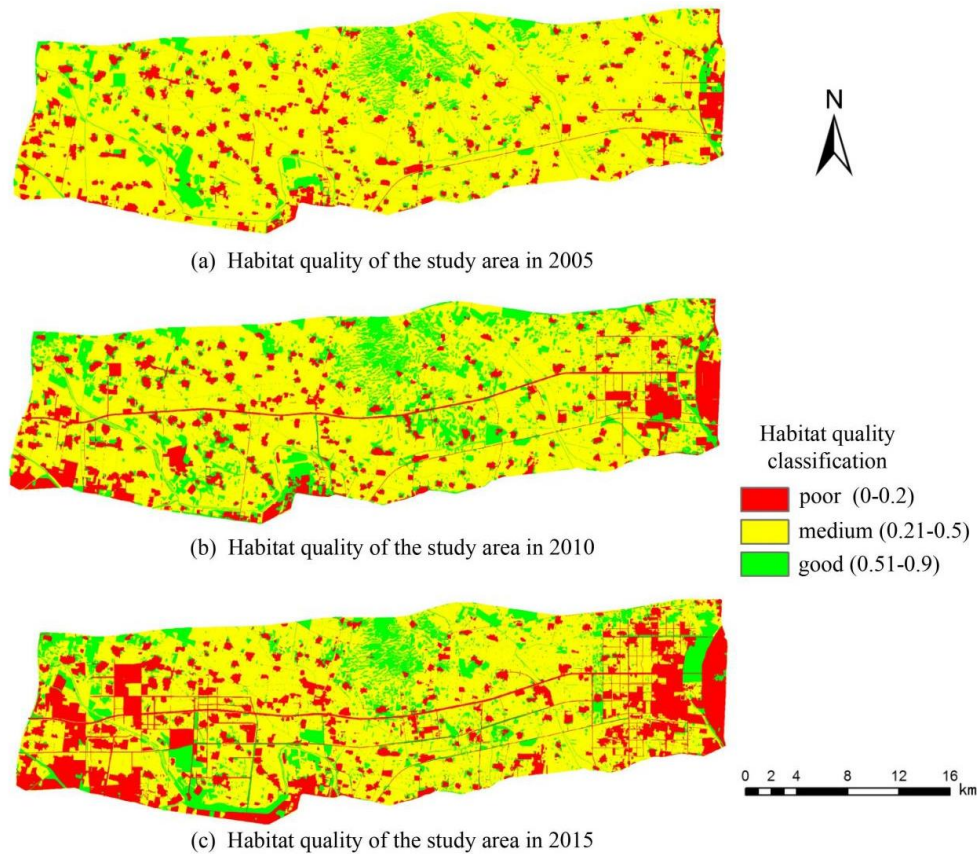 N
(a) Habitat quality of the study area in 2005
(b) Habitat quality of the study area in 2010
Habitat quality
classification
poor (0-0.2)
medium (0.21-0.5)
good (0.51-0.9)
0 2 4 8 12 16
km
(c) Habitat quality of the study area in 2015